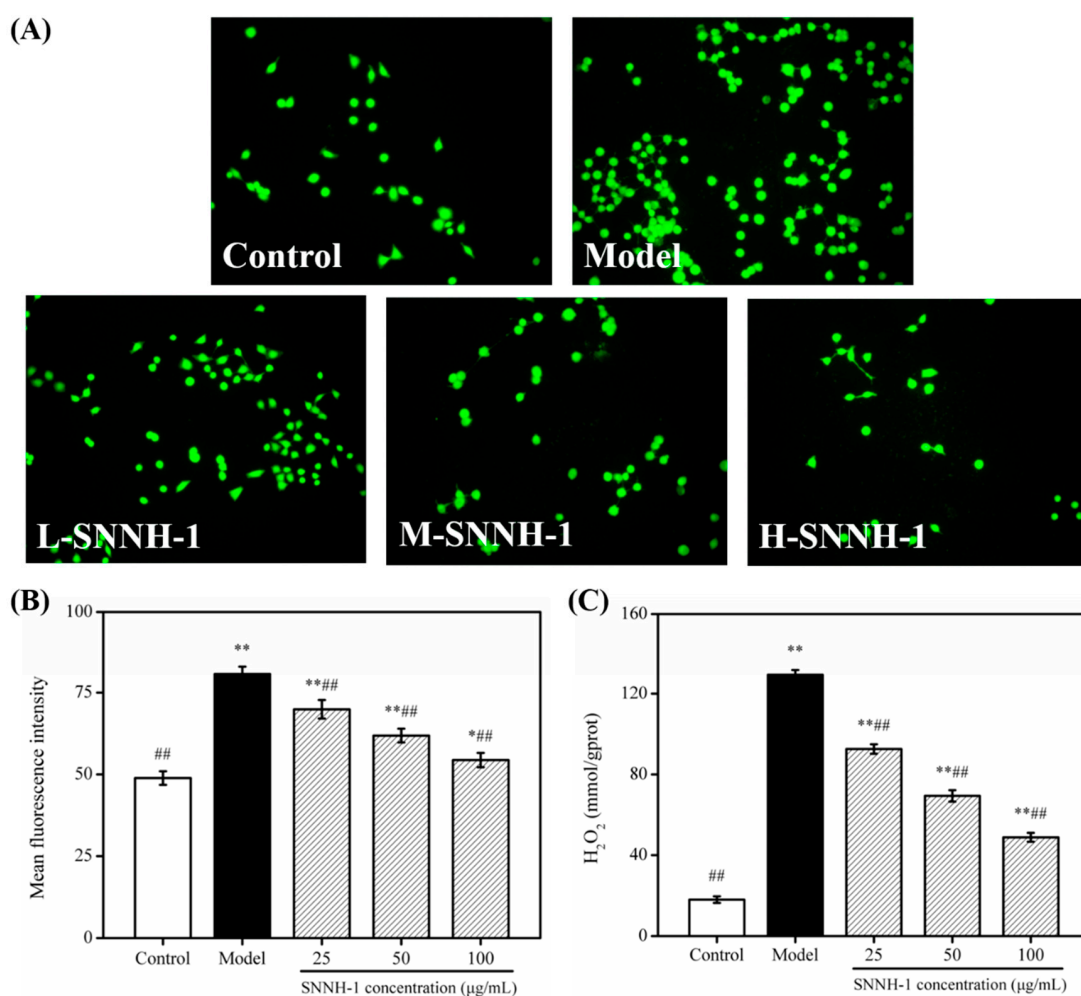 (A)
Control
Model
L-SNNH-1
M-SNNH-1
H-SNNH-1
(B)
Mean fluorescence intensity
100
75
50
25
0
##
**
**##
**##
*##
Control
Model
25
50
100
SNNH-1 concentration (μg/mL)
(C)
H₂O₂ (mmol/gprot)
160
120
80
40
0
##
**
**##
**##
**##
Control
Model
25
50
100
SNNH-1 concentration (μg/mL)